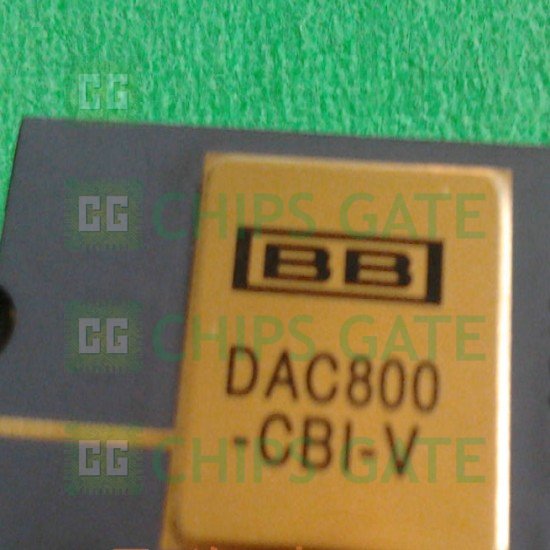 CG
CG CHIPS GATE
BB
CG CHIPS GATE
DAC800
-CBI-V
CG CHIPS GATE